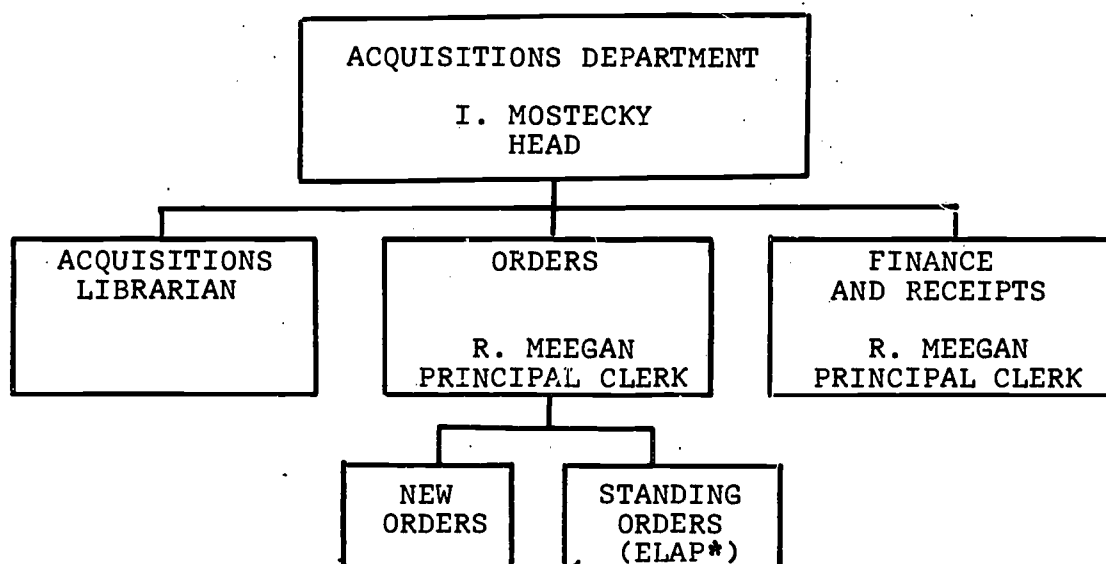 ACQUISITIONS DEPARTMENT
I. MOSTECKY
HEAD
ACQUISITIONS
LIBRARIAN
ORDERS
R. MEEGAN
PRINCIPAL CLERK
FINANCE
AND RECEIPTS
R. MEEGAN
PRINCIPAL CLERK
NEW
ORDERS
STANDING
ORDERS
(ELAP*)